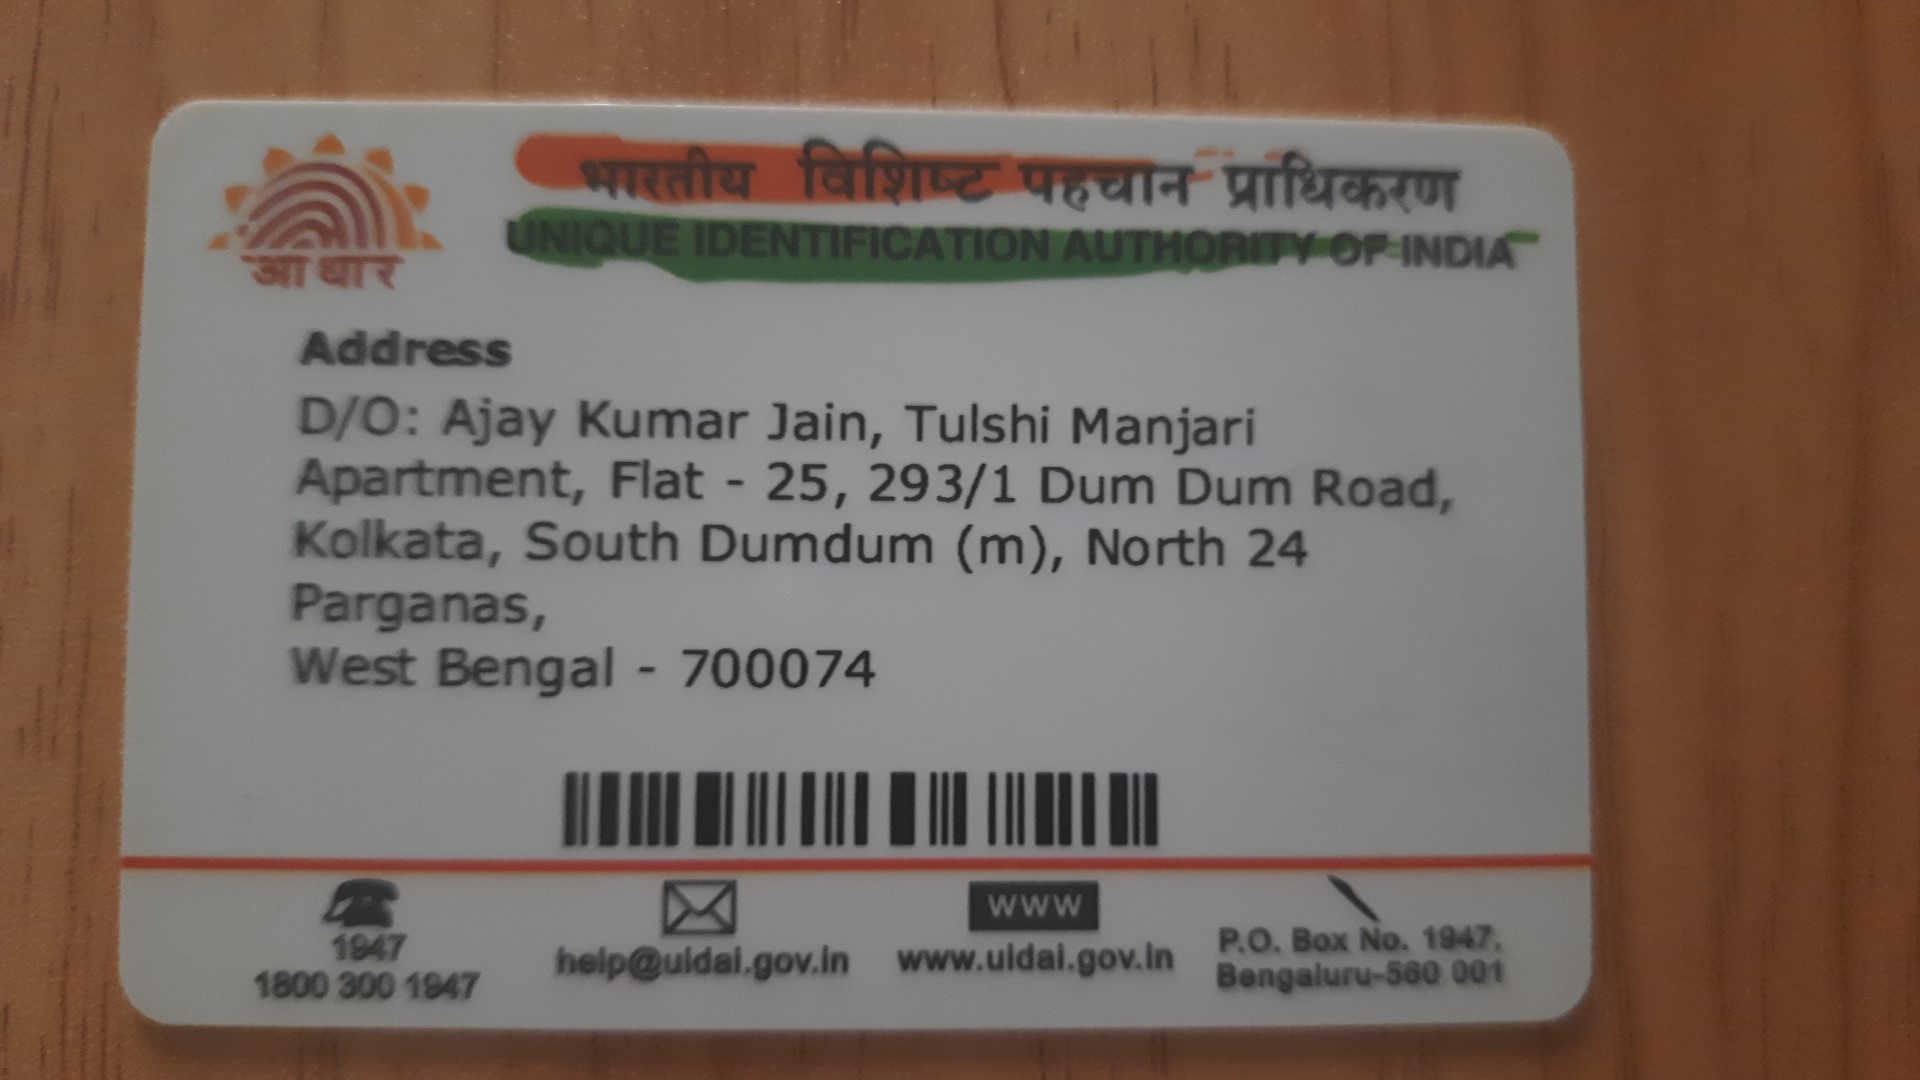 भारतीय विशिष्ट पहचान प्राधिकरण
UNIQUE IDENTIFICATION AUTHORITY OF INDIA
आधार
Address
D/O: Ajay Kumar Jain, Tulshi Manjari
Apartment, Flat - 25, 293/1 Dum Dum Road,
Kolkata, South Dumdum (m), North 24
Parganas,
West Bengal - 700074
1947
1800 300 1947
help@uidai.gov.in
WWW
www.uidai.gov.in
P.O. Box No. 1947,
Bengaluru-560 001